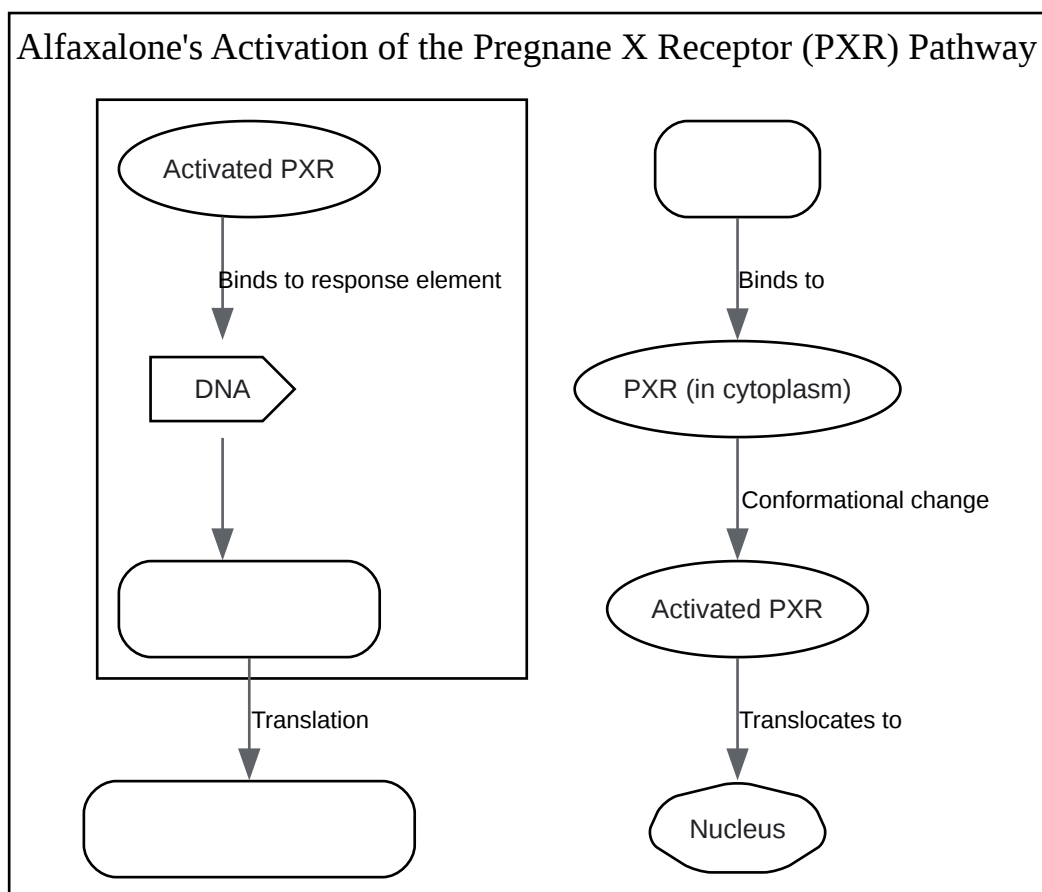 Alfaxalone's Activation of the Pregnane X Receptor (PXR) Pathway
Activated PXR
Binds to response element
DNA
Translation
Binds to
PXR (in cytoplasm)
Conformational change
Activated PXR
Translocates to
Nucleus